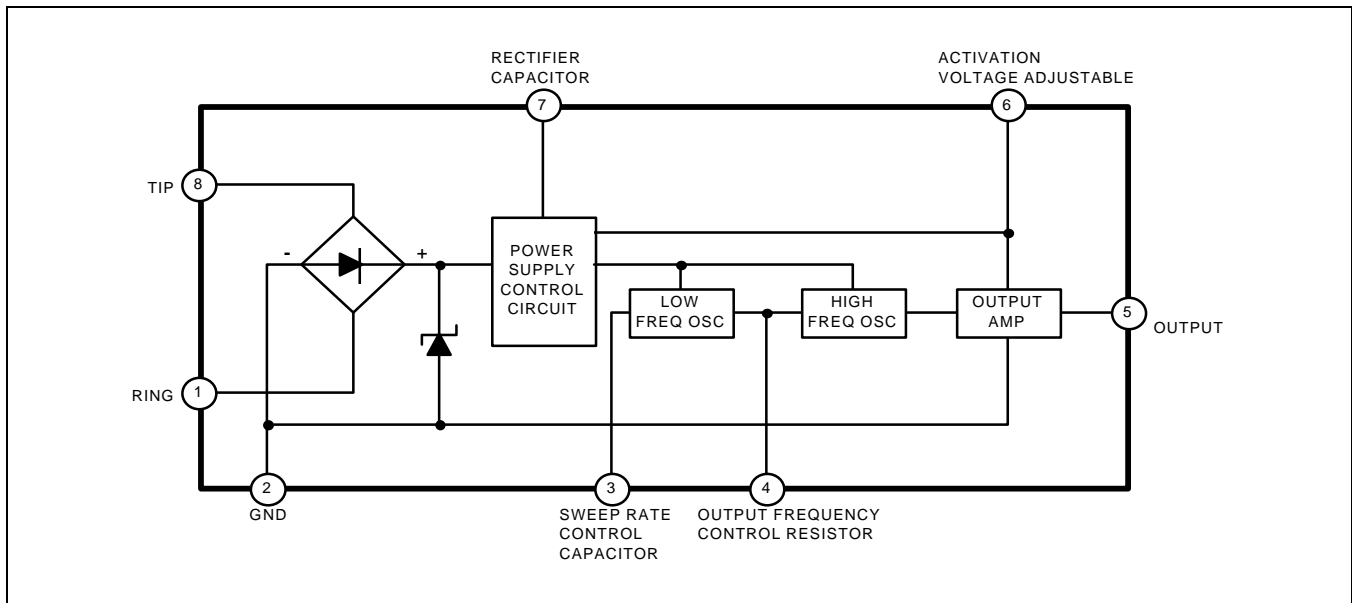 RECTIFIER
CAPACITOR
7
ACTIVATION
VOLTAGE ADJUSTABLE
6
TIP
8
-
+
POWER
SUPPLY
CONTROL
CIRCUIT
LOW
FREQ OSC
HIGH
FREQ OSC
OUTPUT
AMP
5
OUTPUT
RING
1
2
GND
3
SWEEP RATE
CONTROL
CAPACITOR
4
OUTPUT FREQUENCY
CONTROL RESISTOR